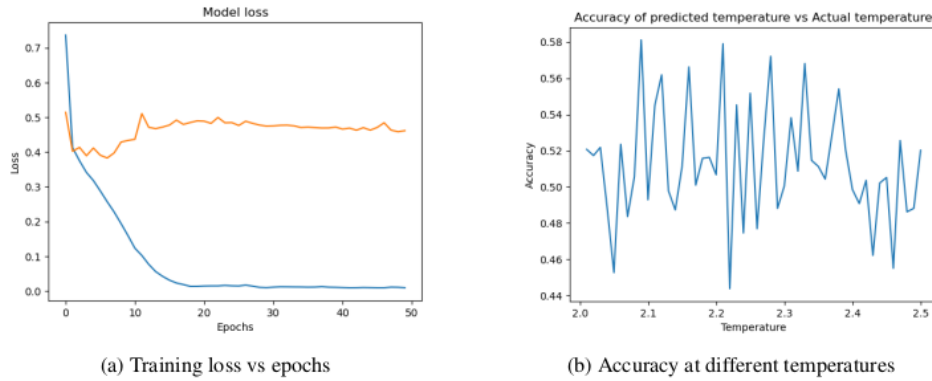 Model loss
0.7
0.6
0.5
0.4
0.3
0.2
0.1
0.0
Loss
0 10 20 30 40 50
Epochs
(a) Training loss vs epochs
Accuracy of predicted temperature vs Actual temperature
0.58
0.56
0.54
0.52
0.50
0.48
0.46
0.44
Accuracy
2.0 2.1 2.2 2.3 2.4 2.5
Temperature
(b) Accuracy at different temperatures